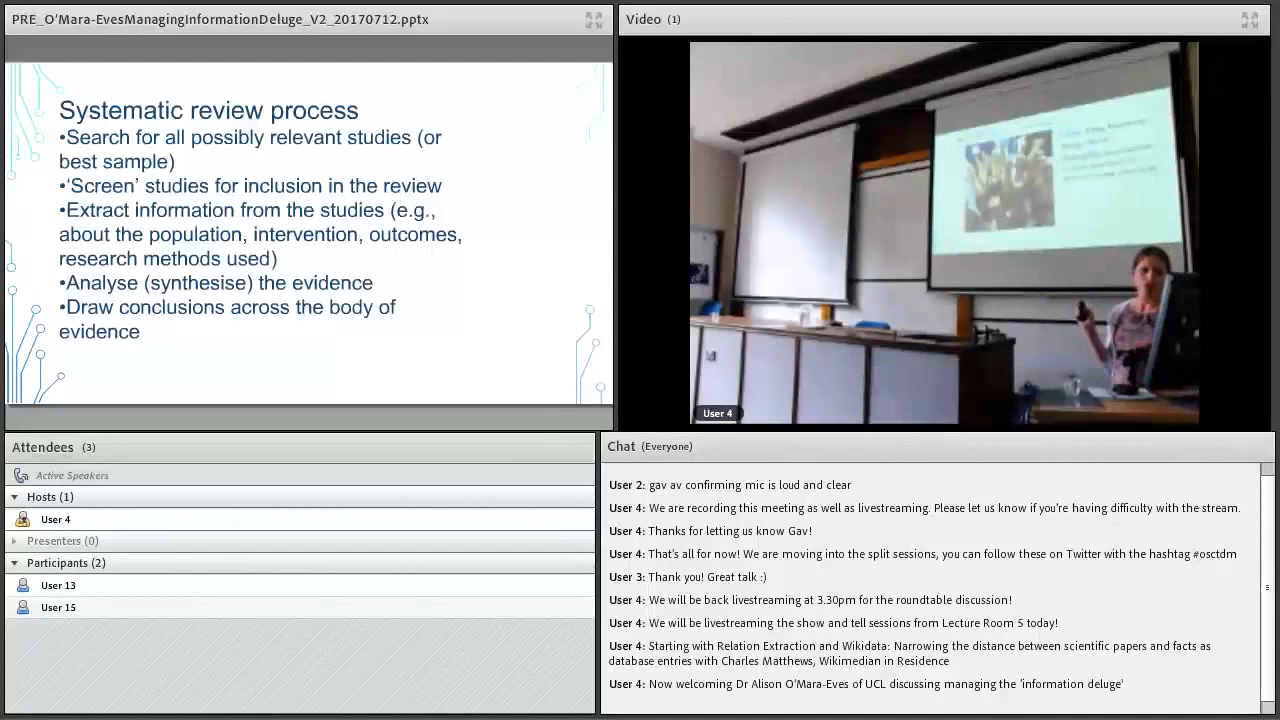 PRE_O'Mara-EvesManagingInformationDeluge_V2_20170712.pptx
Systematic review process
•Search for all possibly relevant studies (or
best sample)
•‘Screen’ studies for inclusion in the review
•Extract information from the studies (e.g.,
about the population, intervention, outcomes,
research methods used)
•Analyse (synthesise) the evidence
•Draw conclusions across the body of
evidence
Video (1)
User 4
Attendees (3)
Active Speakers
Hosts (1)
User 4
Presenters (0)
Participants (2)
User 13
User 15
Chat (Everyone)
User 2: gav av confirming mic is loud and clear
User 4: We are recording this meeting as well as livestreaming. Please let us know if you're having difficulty with the stream.
User 4: Thanks for letting us know Gav!
User 4: That's all for now! We are moving into the split sessions, you can follow these on Twitter with the hashtag #osctdm
User 3: Thank you! Great talk :)
User 4: We will be back livestreaming at 3.30pm for the roundtable discussion!
User 4: We will be livestreaming the show and tell sessions from Lecture Room 5 today!
User 4: Starting with Relation Extraction and Wikidata: Narrowing the distance between scientific papers and facts as
database entries with Charles Matthews, Wikimedian in Residence
User 4: Now welcoming Dr Alison O'Mara-Eves of UCL discussing managing the 'information deluge'